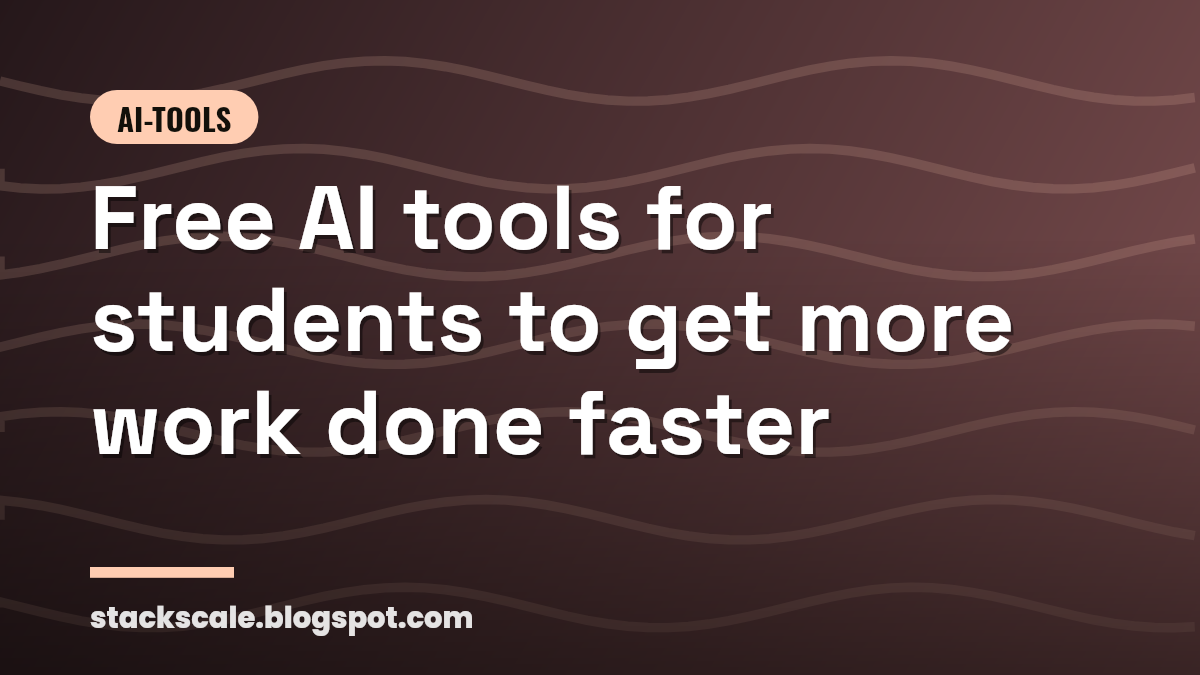 AI-TOOLS
Free AI tools for
students to get more
work done faster
stackscale.blogspot.com